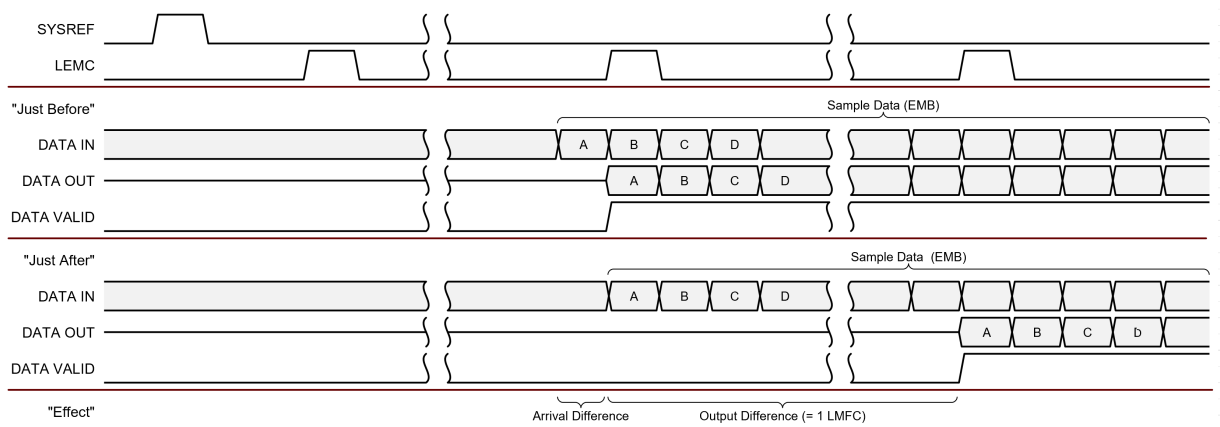 SYSREF
LEMC
"Just Before"
Sample Data (EMB)
DATA IN
A B C D
DATA OUT
A B C D
DATA VALID
"Just After"
Sample Data (EMB)
DATA IN
A B C D
DATA OUT
A B C D
DATA VALID
"Effect"
Arrival Difference
Output Difference (= 1 LMFC)